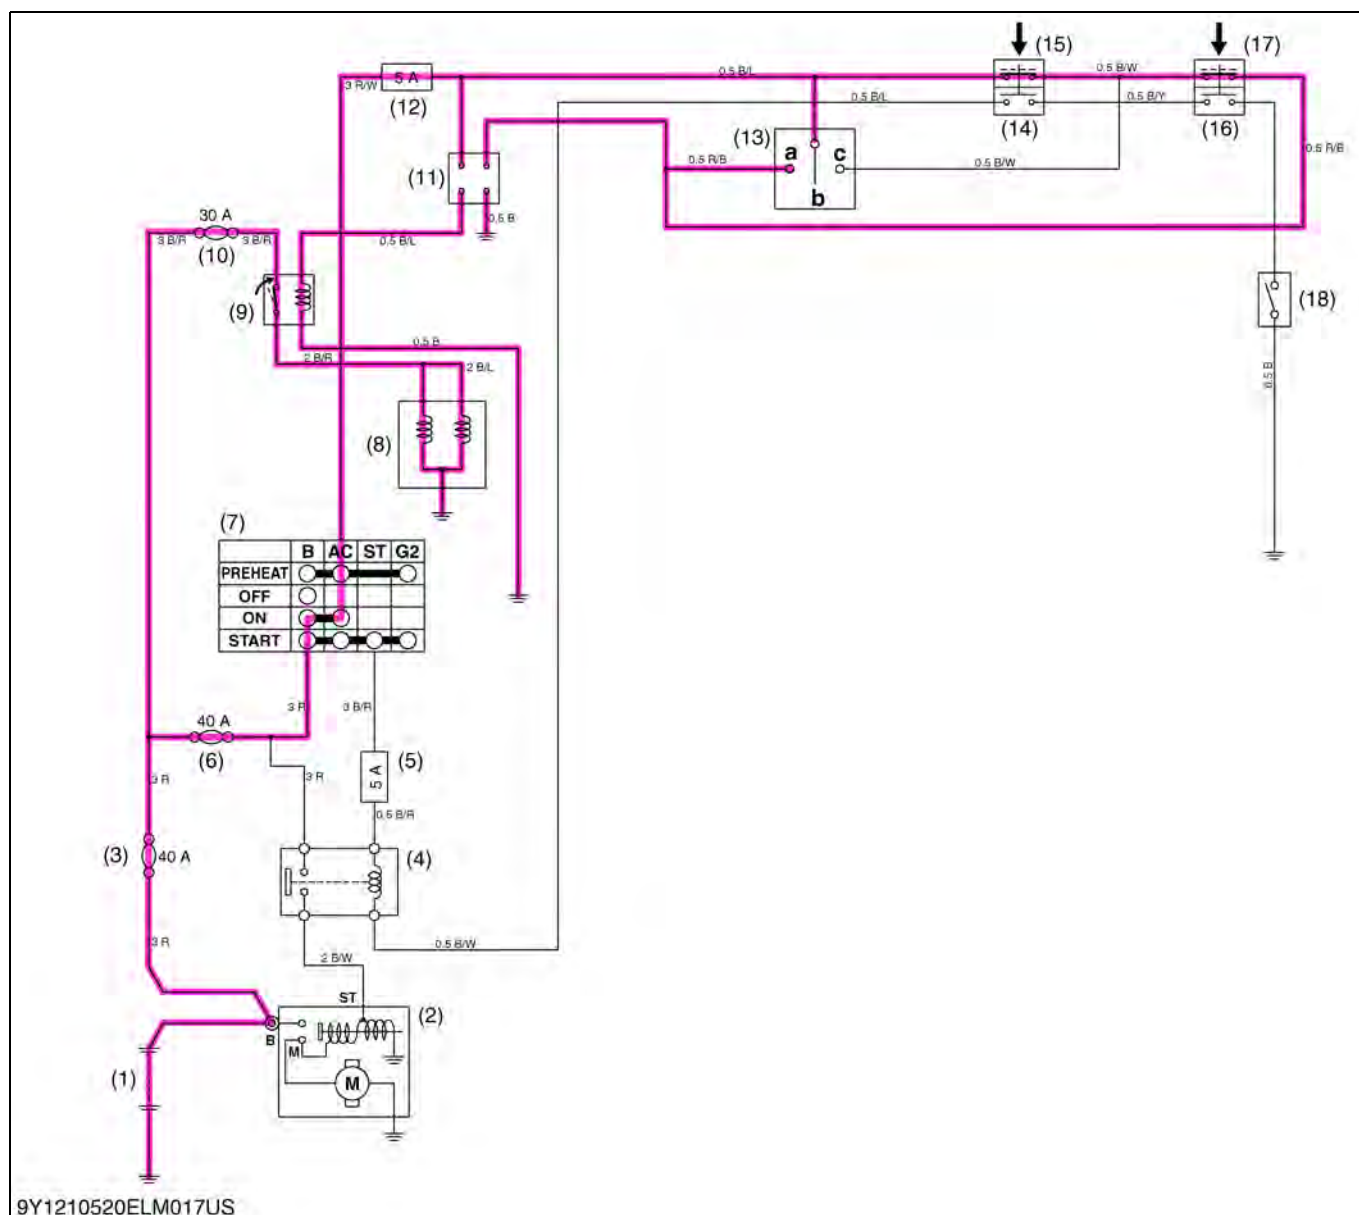 (15)
(17)
3 R/W
5 A
0.5 B/L
0.5 B/W
(12)
0.5 B/L
0.5 B/Y
(13)
(14)
(16)
a
c
b
0.5 R/B
0.5 B/W
0.5 R/B
(11)
0.5 B
30 A
3 B/R
3 B/R
(10)
0.5 B/L
(9)
(18)
0.5 B
2 B/R
2 B/L
0.5 B
(8)
(7)
B AC ST G2
PREHEAT
OFF
ON
START
3 R
3 B/R
40 A
(6)
3 R
3 R
(5)
5 A
0.5 B/R
(3)
40 A
(4)
3 R
0.5 B/W
2 B/W
ST
(2)
B
M
(1)
M
9Y1210520ELM017US